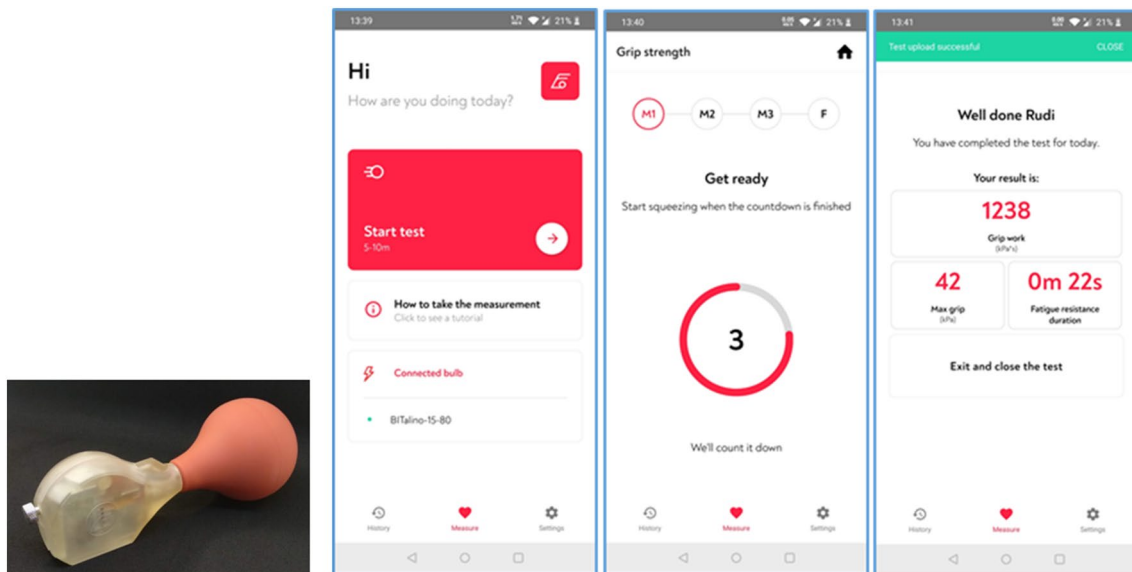 13:39
21%
Hi
How are you doing today?
Start test
5-10m
How to take the measurement
Click to see a tutorial
Connected bulb
BITalino-15-80
History
Measure
Settings
13:40
21%
Grip strength
M1
M2
M3
F
Get ready
Start squeezing when the countdown is finished
3
We'll count it down
History
Measure
Settings
13:41
21%
Test upload successful
CLOSE
Well done Rudi
You have completed the test for today.
Your result is:
1238
Grip work
(kPa*s)
42
Max grip
(kPa)
0m 22s
Fatigue resistance
duration
Exit and close the test
History
Measure
Settings